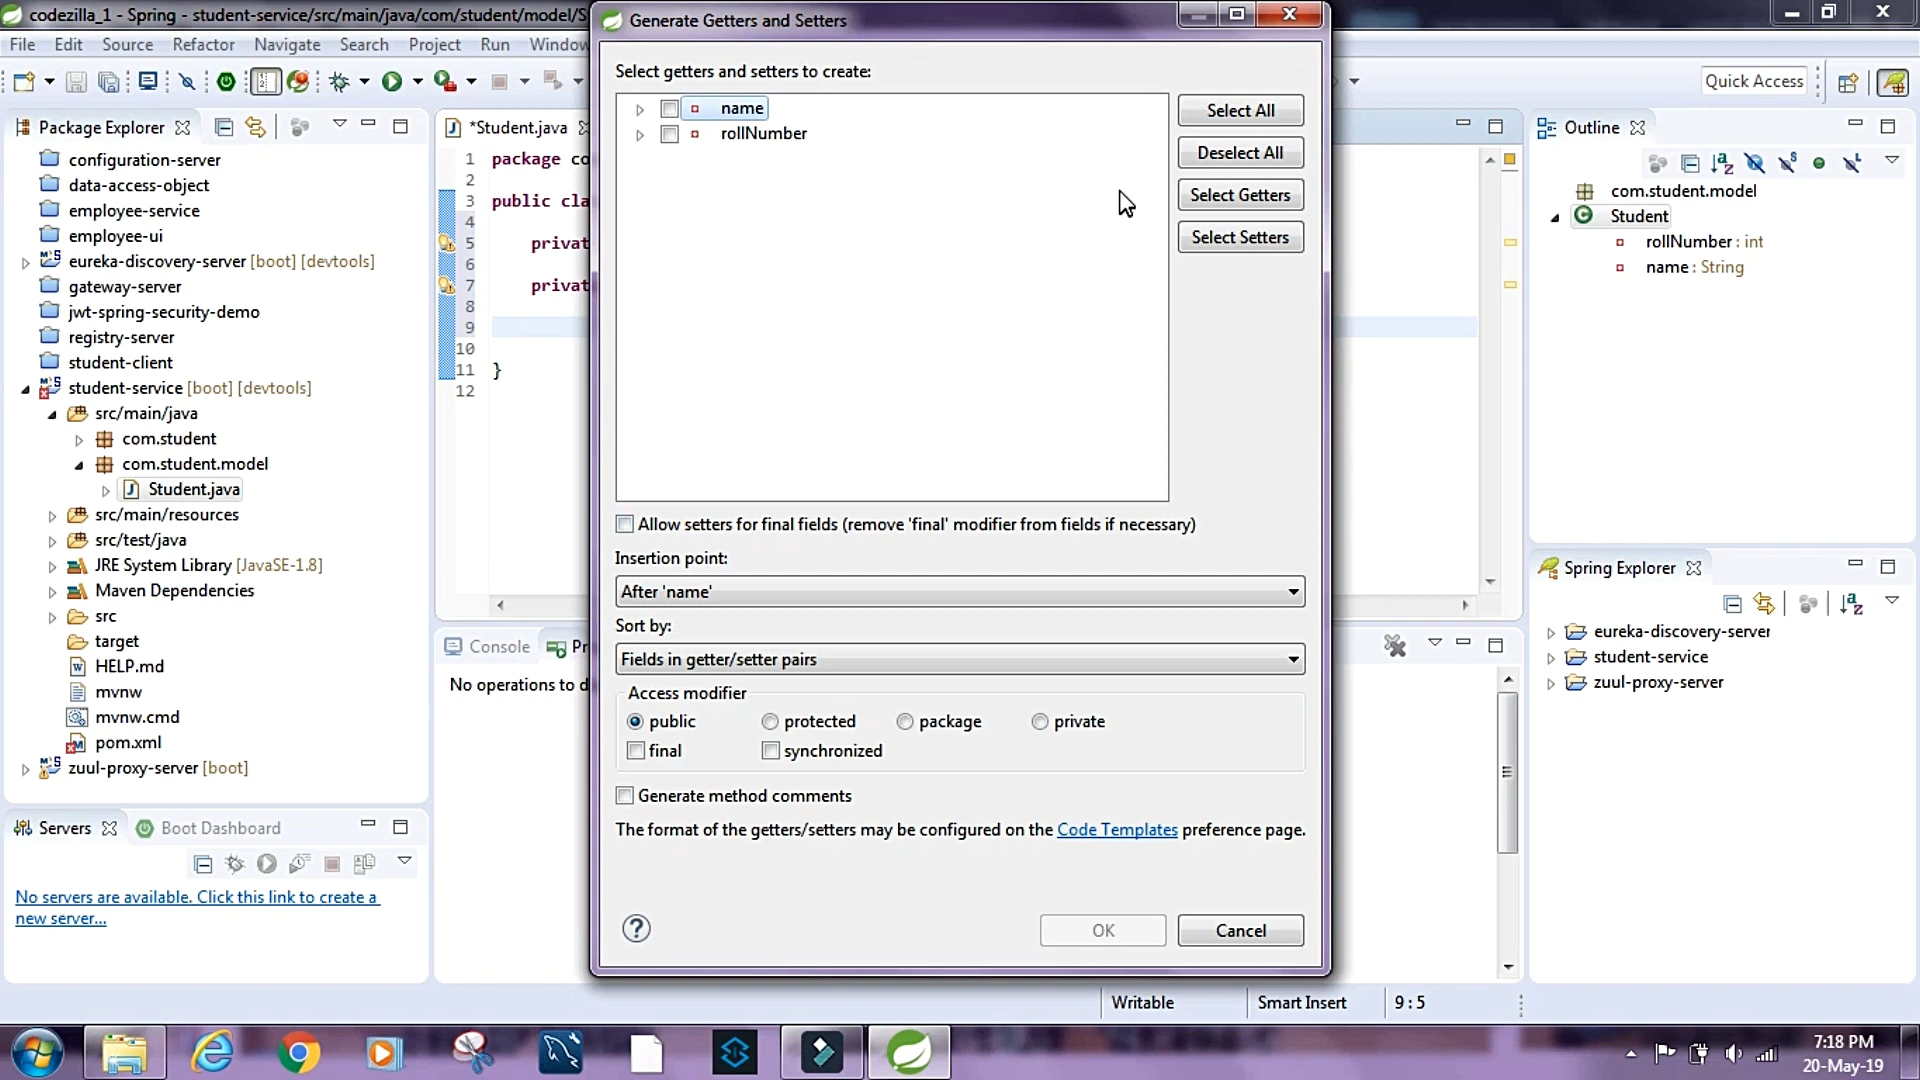 codezilla_1 - Spring - student-service/src/main/java/com/student/model/S
Generate Getters and Setters
File Edit Source Refactor Navigate Search Project Run Window
Quick Access
Package Explorer
configuration-server
data-access-object
employee-service
employee-ui
eureka-discovery-server [boot] [devtools]
gateway-server
jwt-spring-security-demo
registry-server
student-client
student-service [boot] [devtools]
src/main/java
com.student
com.student.model
Student.java
src/main/resources
src/test/java
JRE System Library [JavaSE-1.8]
Maven Dependencies
src
target
HELP.md
mvnw
mvnw.cmd
pom.xml
zuul-proxy-server [boot]
Servers
Boot Dashboard
No servers are available. Click this link to create a
new server...
*Student.java
1 package co
2
3 public cla
4
5 privat
6
7 privat
8
9
10
11 }
12
Console
Pr
No operations to d
Select getters and setters to create:
name
rollNumber
Select All
Deselect All
Select Getters
Select Setters
Allow setters for final fields (remove 'final' modifier from fields if necessary)
Insertion point:
After 'name'
Sort by:
Fields in getter/setter pairs
Access modifier
public protected package private
final synchronized
Generate method comments
The format of the getters/setters may be configured on the Code Templates preference page.
OK
Cancel
Outline
com.student.model
Student
rollNumber : int
name : String
Spring Explorer
eureka-discovery-server
student-service
zuul-proxy-server
Writable
Smart Insert
9 : 5
7:18 PM
20-May-19